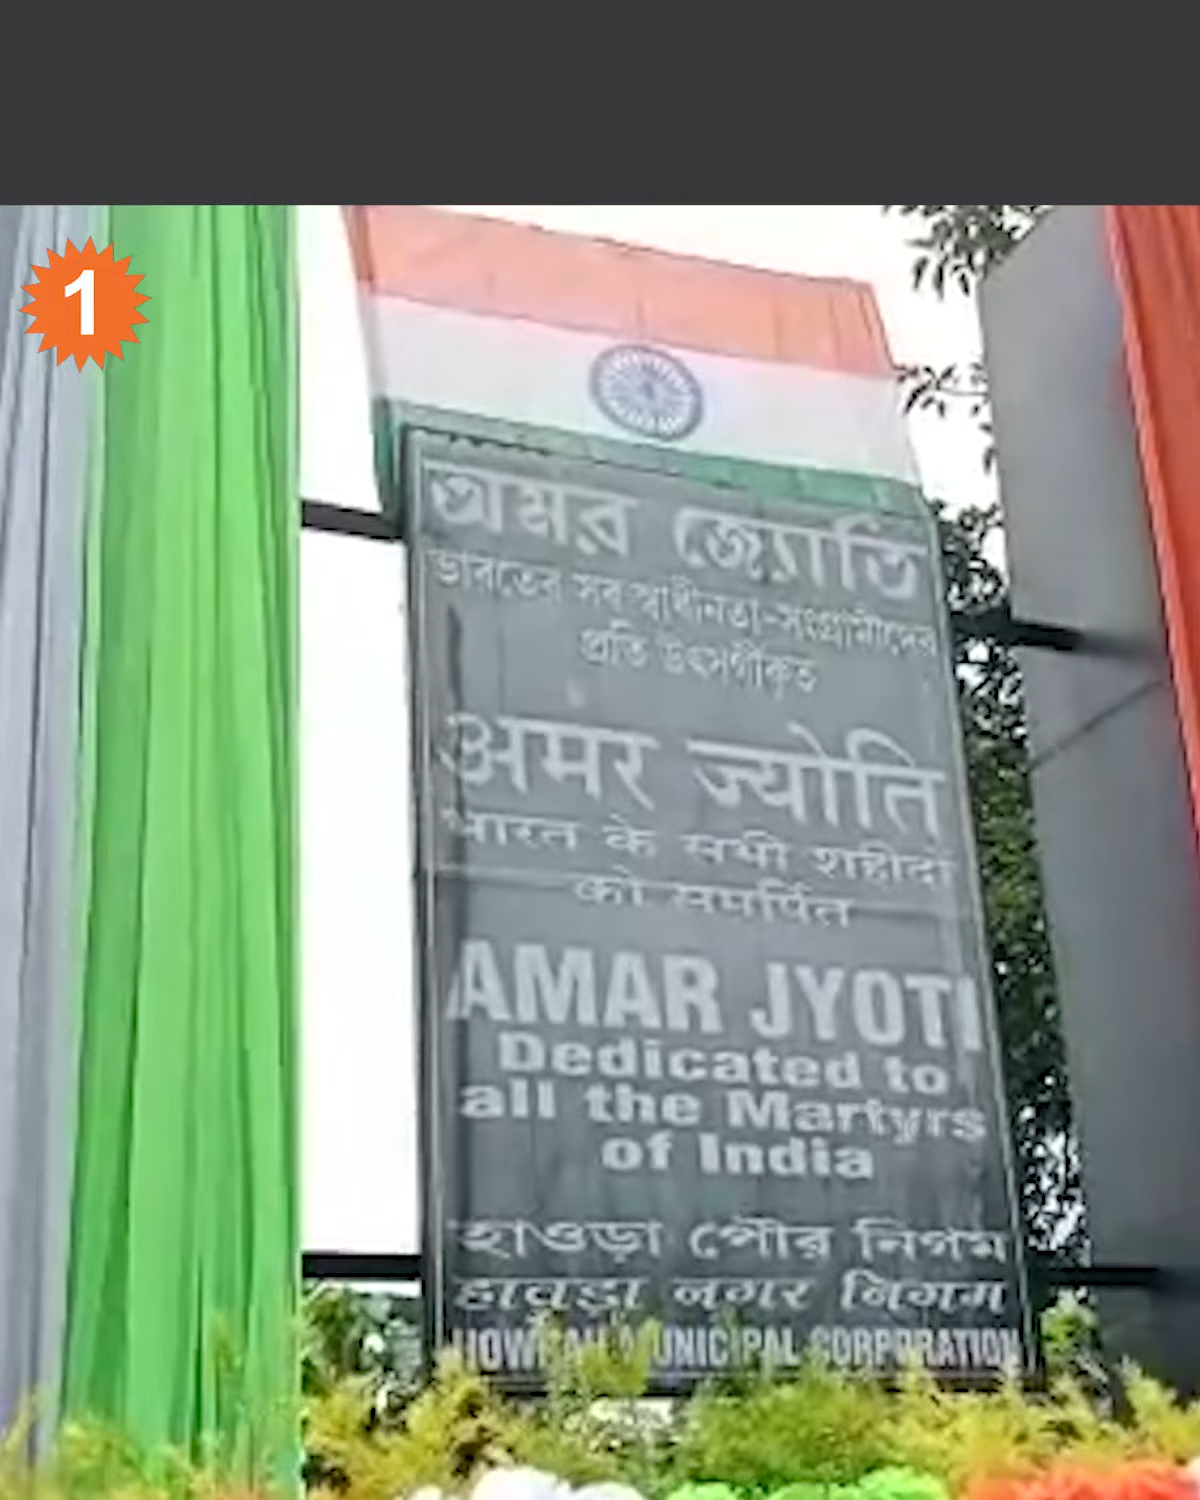 1
অমর জ্যোতি
ভারতের সব স্বাধীনতা-সংগ্রামীদের
প্রতি উৎসর্গীকৃত
अमर ज्योति
भारत के सभी शहीदों
को समर्पित
AMAR JYOTI
Dedicated to
all the Martyrs
of India
হাওড়া পৌর নিগম
हावड़ा नगर निगम
HOWRAH MUNICIPAL CORPORATION